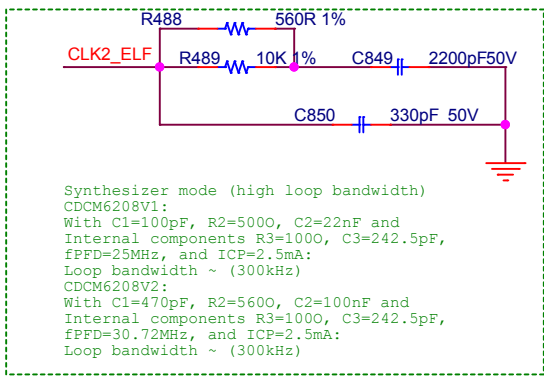 R488 560R 1%
CLK2_ELF R489 10K 1% C849 2200pF50V
C850 330pF 50V
Synthesizer mode (high loop bandwidth)
CDCM6208V1:
With C1=100pF, R2=500O, C2=22nF and
Internal components R3=100O, C3=242.5pF,
fPFD=25MHz, and ICP=2.5mA:
Loop bandwidth ~ (300kHz)
CDCM6208V2:
With C1=470pF, R2=560O, C2=100nF and
Internal components R3=100O, C3=242.5pF,
fPFD=30.72MHz, and ICP=2.5mA:
Loop bandwidth ~ (300kHz)